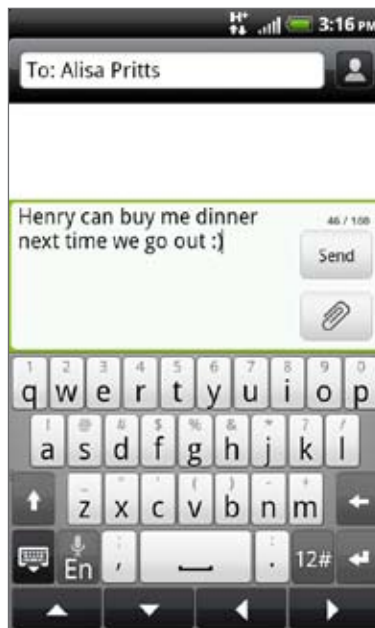 H+ 3:16 PM
To: Alisa Pritts
Henry can buy me dinner
next time we go out :)
46 / 160
Send
1 2 3 4 5 6 7 8 9 0
q w e r t y u i o p
! @ # $ % & * ? /
a s d f g h j k l
_ " ' ( ) - +
z x c v b n m
En , . 12#